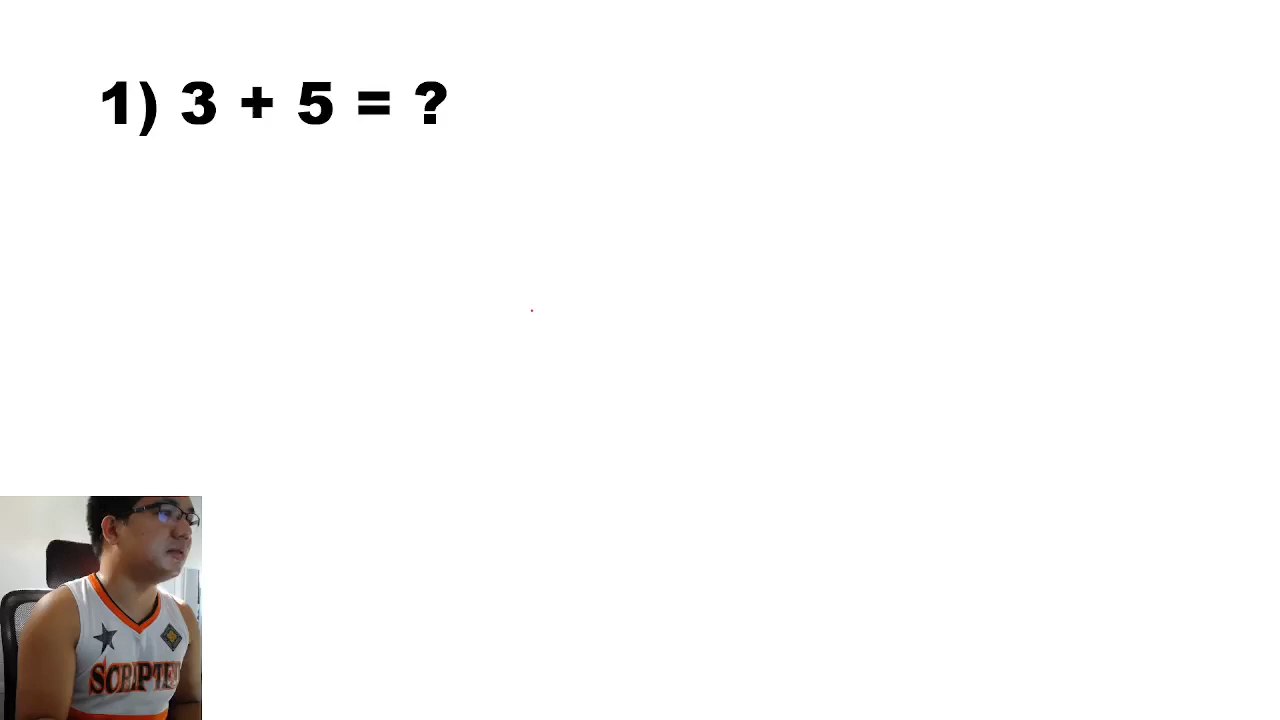 1) 3 + 5 = ?